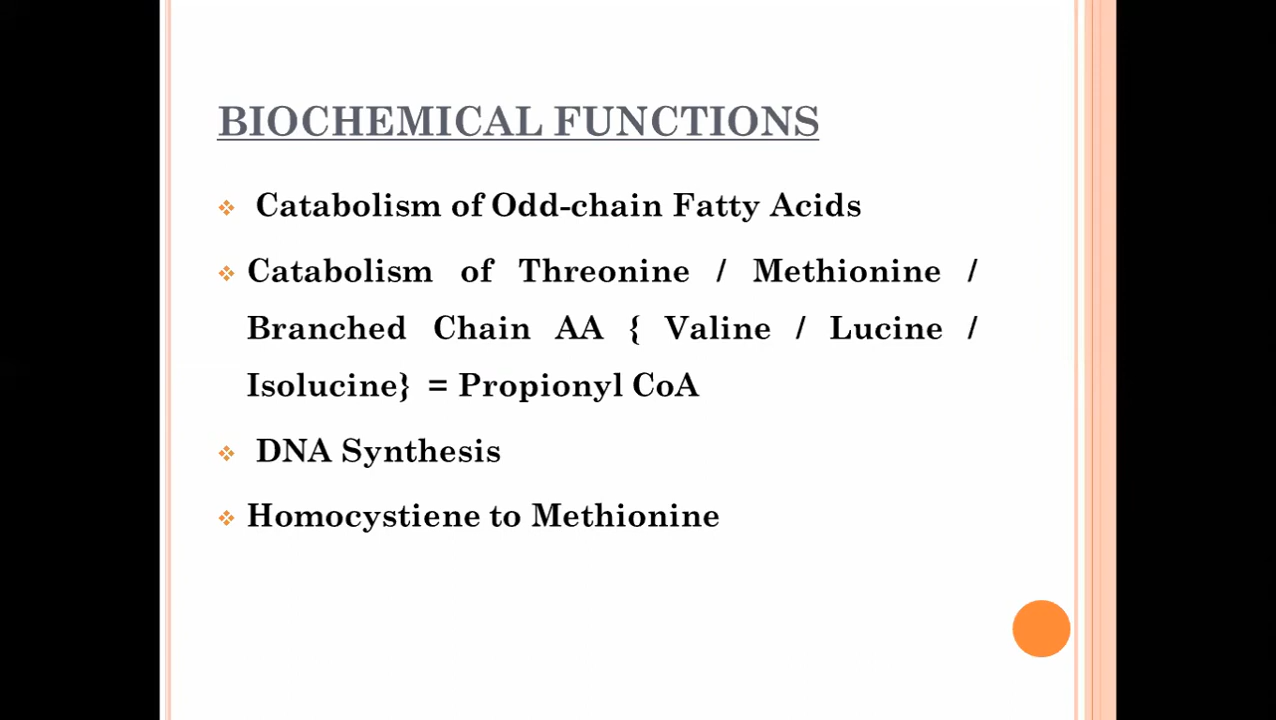 BIOCHEMICAL FUNCTIONS
Catabolism of Odd-chain Fatty Acids
Catabolism of Threonine / Methionine /
Branched Chain AA { Valine / Lucine /
Isolucine} = Propionyl CoA
DNA Synthesis
Homocystiene to Methionine